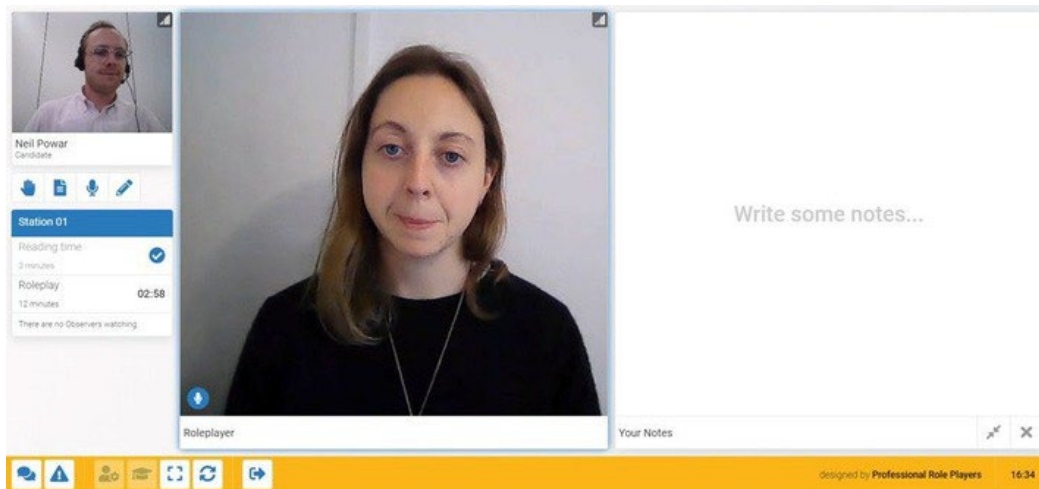 Neil Powar
Candidate
Station 01
Reading time
3 minutes
Roleplay
02:58
12 minutes
There are no Observers watching
Roleplayer
Write some notes...
Your Notes
designed by Professional Role Players
16:34